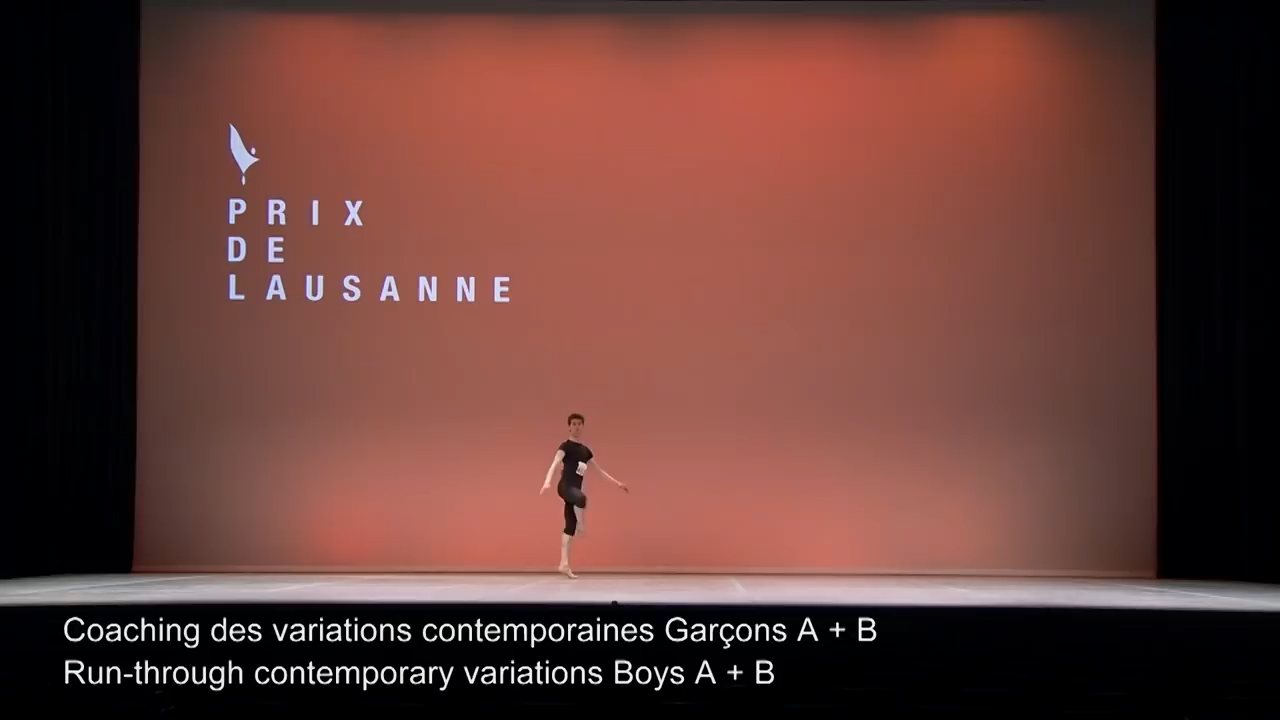 PRIX
DE
LAUSANNE
Coaching des variations contemporaines Garçons A + B
Run-through contemporary variations Boys A + B